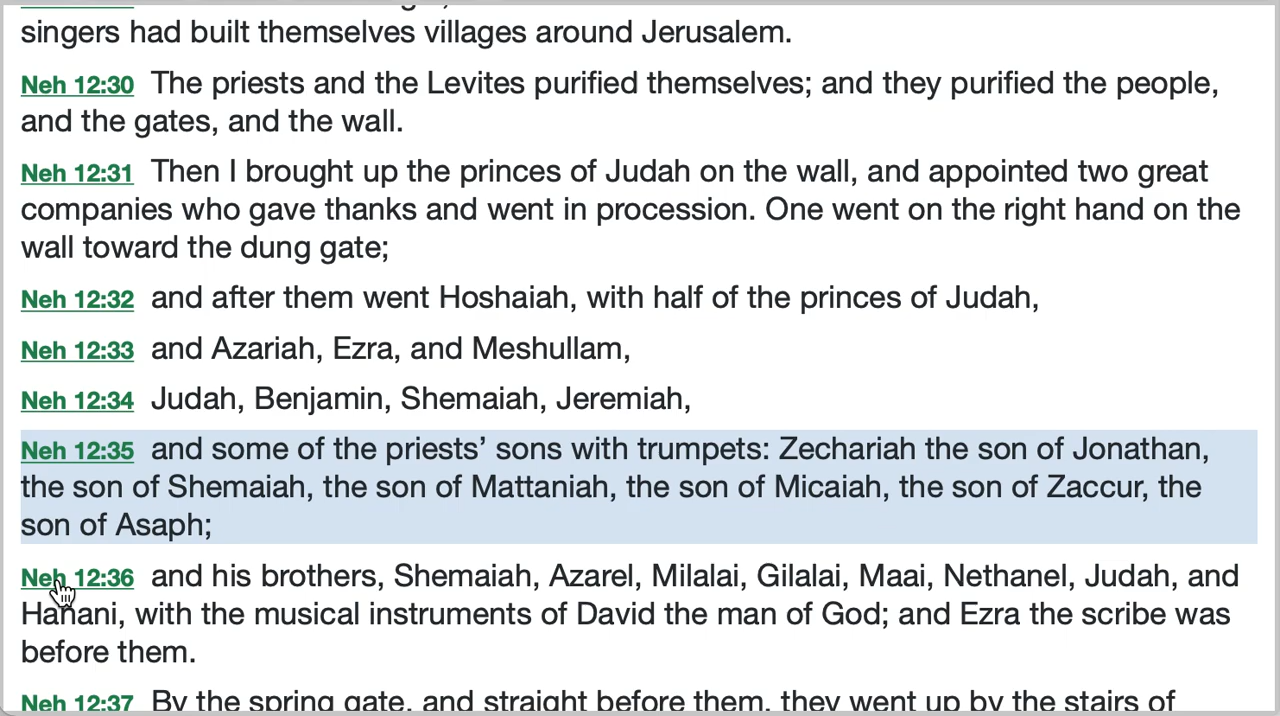 singers had built themselves villages around Jerusalem.
Neh 12:30 The priests and the Levites purified themselves; and they purified the people,
and the gates, and the wall.
Neh 12:31 Then I brought up the princes of Judah on the wall, and appointed two great
companies who gave thanks and went in procession. One went on the right hand on the
wall toward the dung gate;
Neh 12:32 and after them went Hoshaiah, with half of the princes of Judah,
Neh 12:33 and Azariah, Ezra, and Meshullam,
Neh 12:34 Judah, Benjamin, Shemaiah, Jeremiah,
Neh 12:35 and some of the priests’ sons with trumpets: Zechariah the son of Jonathan,
the son of Shemaiah, the son of Mattaniah, the son of Micaiah, the son of Zaccur, the
son of Asaph;
Neh 12:36 and his brothers, Shemaiah, Azarel, Milalai, Gilalai, Maai, Nethanel, Judah, and
Hanani, with the musical instruments of David the man of God; and Ezra the scribe was
before them.
Neh 12:37 By the spring gate, and straight before them, they went up by the stairs of